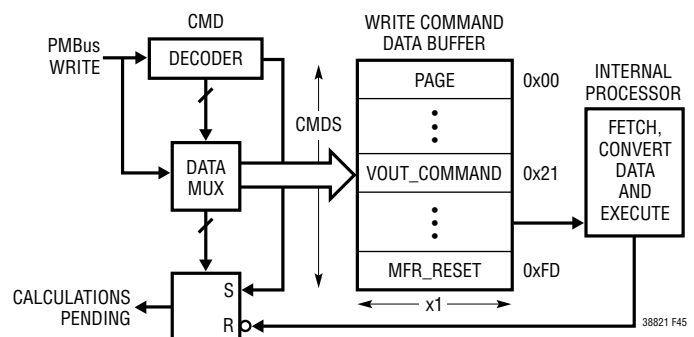 CMD
PMBus
WRITE
DECODER
CMDS
DATA
MUX
S
R
CALCULATIONS
PENDING
WRITE COMMAND
DATA BUFFER
PAGE
0x00
VOUT_COMMAND
0x21
MFR_RESET
0xFD
x1
INTERNAL
PROCESSOR
FETCH,
CONVERT
DATA
AND
EXECUTE
38821 F45